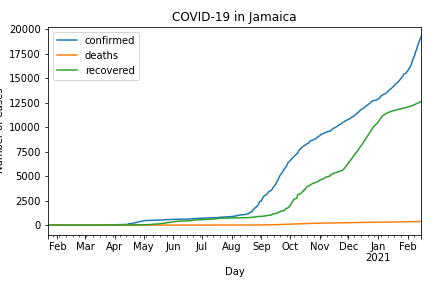 COVID-19 in Jamaica
confirmed
deaths
recovered
20000
17500
15000
12500
10000
7500
5000
2500
0
Feb Mar Apr May Jun Jul Aug Sep Oct Nov Dec Jan Feb
2021
Day